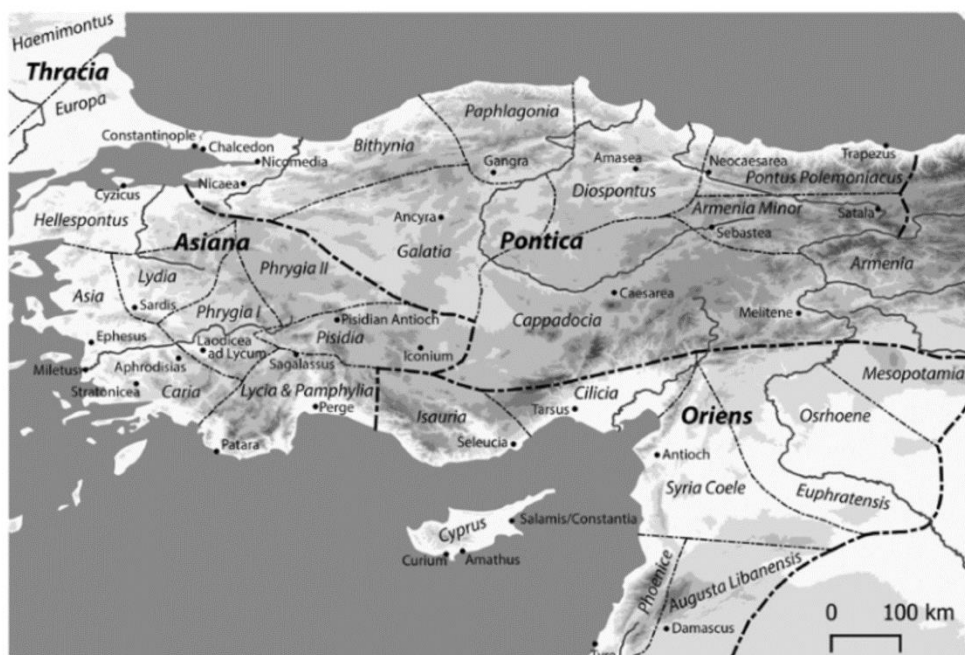 Haemimontus
Thracia
Europa
Constantinople
Chalcedon
Nicomedia
Bithynia
Paphlagonia
Gangra
Amasea
Neocaesarea
Trapezus
Pontus Polemoniacus
Cyzicus
Nicaea
Diospontus
Hellespontus
Ancyra
Armenia Minor
Satala
Sebastea
Asiana
Galatia
Pontica
Phrygia II
Armenia
Lydia
Asia
Sardis
Phrygia I
Caesarea
Melitene
Cappadocia
Pisidian Antioch
Ephesus
Laodicea
ad Lycum
Pisidia
Iconium
Miletus
Aphrodisias
Sagalassus
Mesopotamia
Stratonicea
Caria
Lycia & Pamphylia
Cilicia
Perge
Isauria
Tarsus
Oriens
Osrhoene
Patara
Seleucia
Antioch
Syria Coele
Euphratensis
Cyprus
Salamis/Constantia
Curium
Amathus
Phoenice
Augusta Libanensis
Damascus
0 100 km